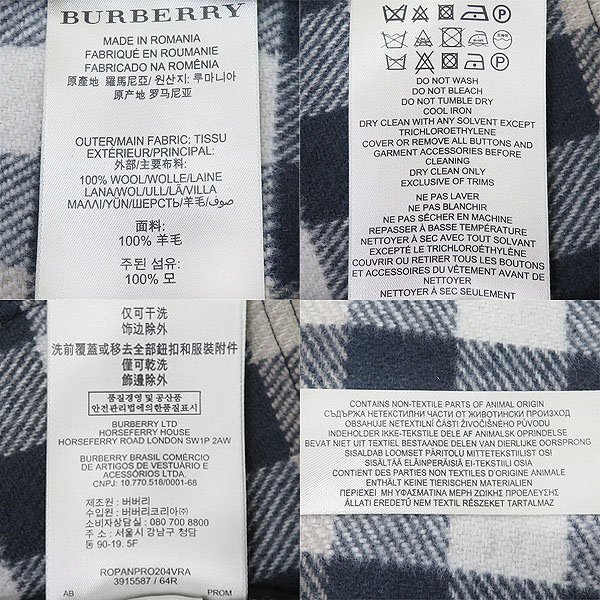 BURBERRY
MADE IN ROMANIA
FABRIQUÉ EN ROUMANIE
FABRICADO NA ROMÉNIA
原產地 羅馬尼亞/ 원산지: 루마니아
原产地 罗马尼亚
OUTER/MAIN FABRIC: TISSU
EXTÉRIEUR/PRINCIPAL:
外部/主要布料:
100% WOOL/WOLLE/LAINE
LANA/WOL/ULL/LÃ/VILLA
ΜΑΛΛΙ/YÜN/ШЕРСТЬ/羊毛/صوف
面料:
100% 羊毛
주된 섬유:
100% 모
DO NOT WASH
DO NOT BLEACH
DO NOT TUMBLE DRY
COOL IRON
DRY CLEAN WITH ANY SOLVENT EXCEPT
TRICHLOROETHYLENE
COVER OR REMOVE ALL BUTTONS AND
GARMENT ACCESSORIES BEFORE
CLEANING
DRY CLEAN ONLY
EXCLUSIVE OF TRIMS
NE PAS LAVER
NE PAS BLANCHIR
NE PAS SÉCHER EN MACHINE
REPASSER À BASSE TEMPÉRATURE
NETTOYER À SEC AVEC TOUT SOLVANT
EXCEPTÉ LE TRICHLOROÉTHYLÈNE
COUVRIR OU RETIRER TOUS LES BOUTONS
ET ACCESSOIRES DU VÊTEMENT AVANT DE
NETTOYER
NETTOYER À SEC SEULEMENT
仅可干洗
饰边除外
洗前覆蓋或移去全部鈕扣和服裝附件
僅可乾洗
飾邊除外
품질경영 및 공산품
안전관리법에의한품질표시
BURBERRY LTD
HORSEFERRY HOUSE
HORSEFERRY ROAD LONDON SW1P 2AW
BURBERRY BRASIL COMÉRCIO
DE ARTIGOS DE VESTUÁRIO E
ACESSÓRIOS LTDA.
CNPJ: 10.770.518/0001-68
제조원 : 버버리
수입원 : 버버리코리아㈜
소비자상담실 : 080 700 8800
주 소 : 서울시 강남구 청담
동 90-19. 5F
ROPANPRO204VRA
3915587 / 64R
AB PROM
CONTAINS NON-TEXTILE PARTS OF ANIMAL ORIGIN
СЪДЪРЖА НЕТЕКСТИЛНИ ЧАСТИ ОТ ЖИВОТИНСКИ ПРОИЗХОД
OBSAHUJE NETEXTILNÍ ČÁSTI ŽIVOČIŠNÉHO PŮVODU
INDEHOLDER IKKE-TEKSTILE DELE AF ANIMALSK OPRINDELSE
BEVAT NIET UIT TEXTIEL BESTAANDE DELEN VAN DIERLIJKE OORSPRONG
SISALDAB LOOMSET PÄRITOLU MITTETEKSTIILSET OSI
SISÄLTÄÄ ELÄINPERÄISIÄ EI-TEKSTIILI OSIA
CONTIENT DES PARTIES NON TEXTILES D'ORIGINE ANIMALE
ENTHÄLT KEINE TIERISCHEN MATERIALIEN
ΠΕΡΙΕΧΕΙ ΜΗ ΥΦΑΣΜΑΤΙΝΑ ΜΕΡΗ ΖΩΙΚΗΣ ΠΡΟΕΛΕΥΣΗΣ
ÁLLATI EREDETŰ NEM TEXTIL RÉSZEKET TARTALMAZ